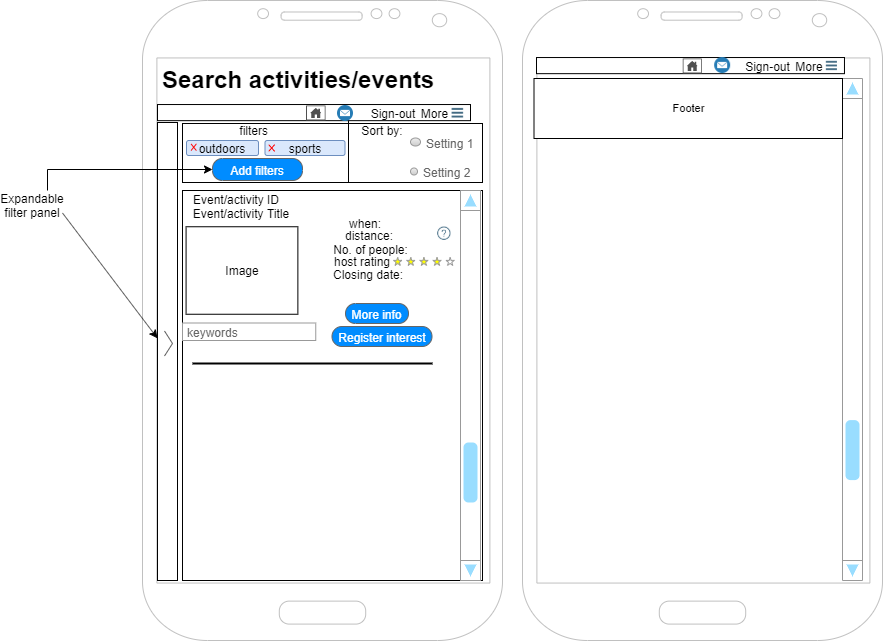 Search activities/events
Sign-out More
filters
Sort by:
outdoors
sports
Setting 1
Add filters
Setting 2
Expandable
filter panel
Event/activity ID
Event/activity Title
when:
distance:
?
No. of people:
host rating
Closing date:
Image
More info
keywords
Register interest
Sign-out More
Footer